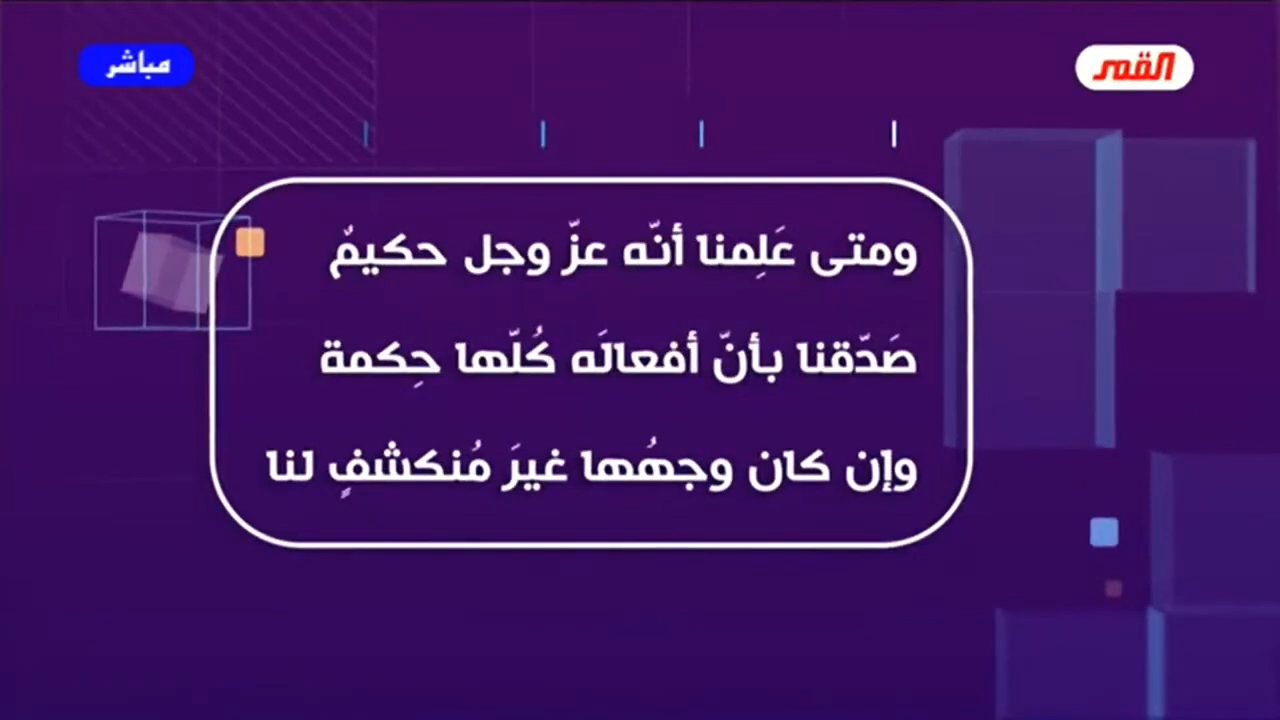 القمر
مباشر
ومتى عَلِمنا أنّه عزّ وجل حكيمٌ
صَدّقنا بأنّ أفعالَه كُلّها حِكمة
وإن كان وجهُها غيرَ مُنكشفٍ لنا